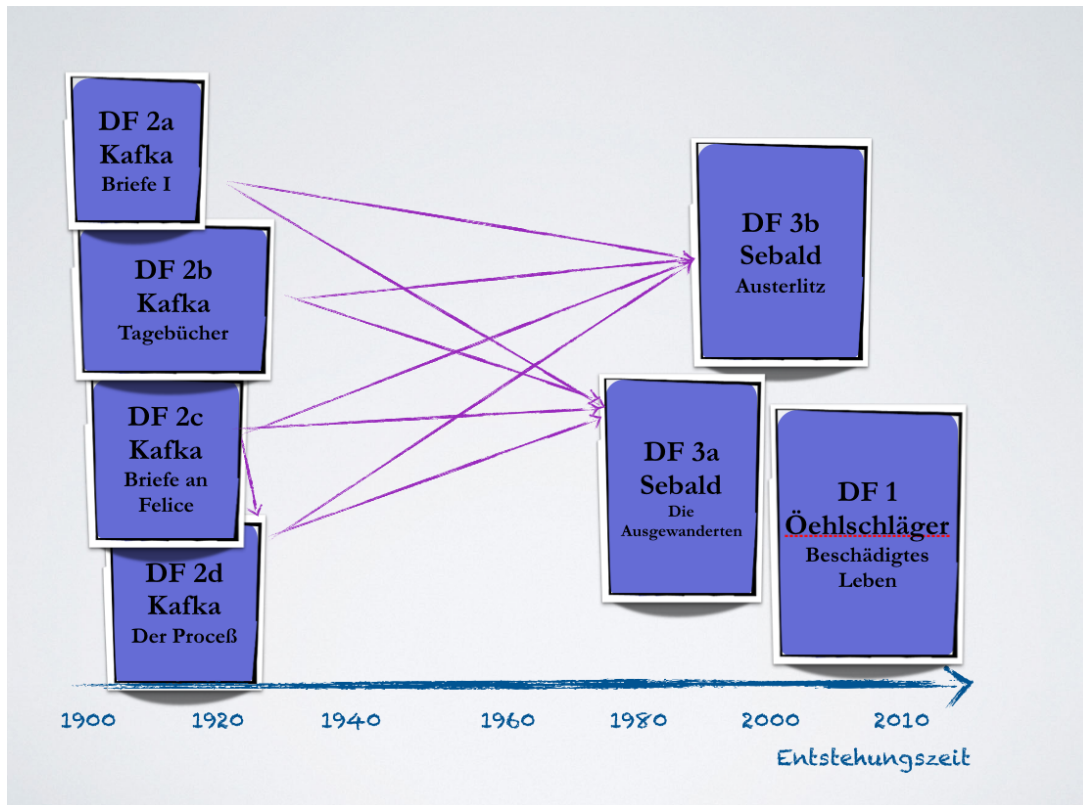 DF 2a
Kafka
Briefe I
DF 2b
Kafka
Tagebücher
DF 2c
Kafka
Briefe an
Felice
DF 2d
Kafka
Der Proceß
DF 3b
Sebald
Austerlitz
DF 3a
Sebald
Die
Ausgewanderten
DF 1
Öehlschläger
Beschädigtes
Leben
1900 1920 1940 1960 1980 2000 2010
Entstehungszeit